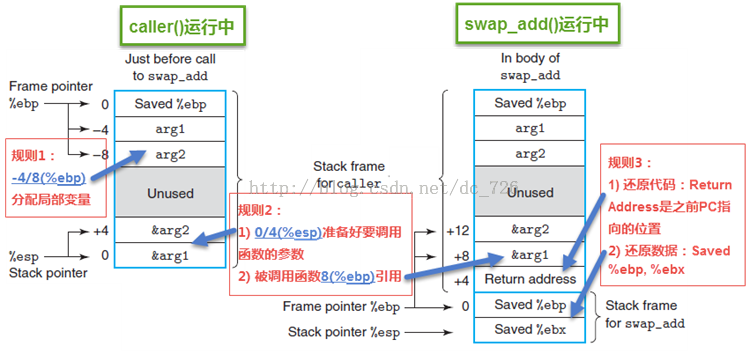 caller()运行中
swap_add()运行中
Just before call
to swap_add
In body of
swap_add
Frame pointer
%ebp
0
-4
-8
Saved %ebp
arg1
arg2
Unused
&arg2
&arg1
+4
0
%esp
Stack pointer
规则1：
-4/8(%ebp)
分配局部变量
Stack frame
for caller
http://blog.csdn.net/dc_726
规则2：
1) 0/4(%esp)准备好要调用
函数的参数
2) 被调用函数8(%ebp)引用
Saved %ebp
arg1
arg2
Unused
+12
&arg2
+8
&arg1
+4
Return address
Frame pointer %ebp
0
Saved %ebp
Stack pointer %esp
Saved %ebx
Stack frame
for swap_add
规则3：
1) 还原代码：Return
Address是之前PC指
向的位置
2) 还原数据：Saved
%ebp, %ebx